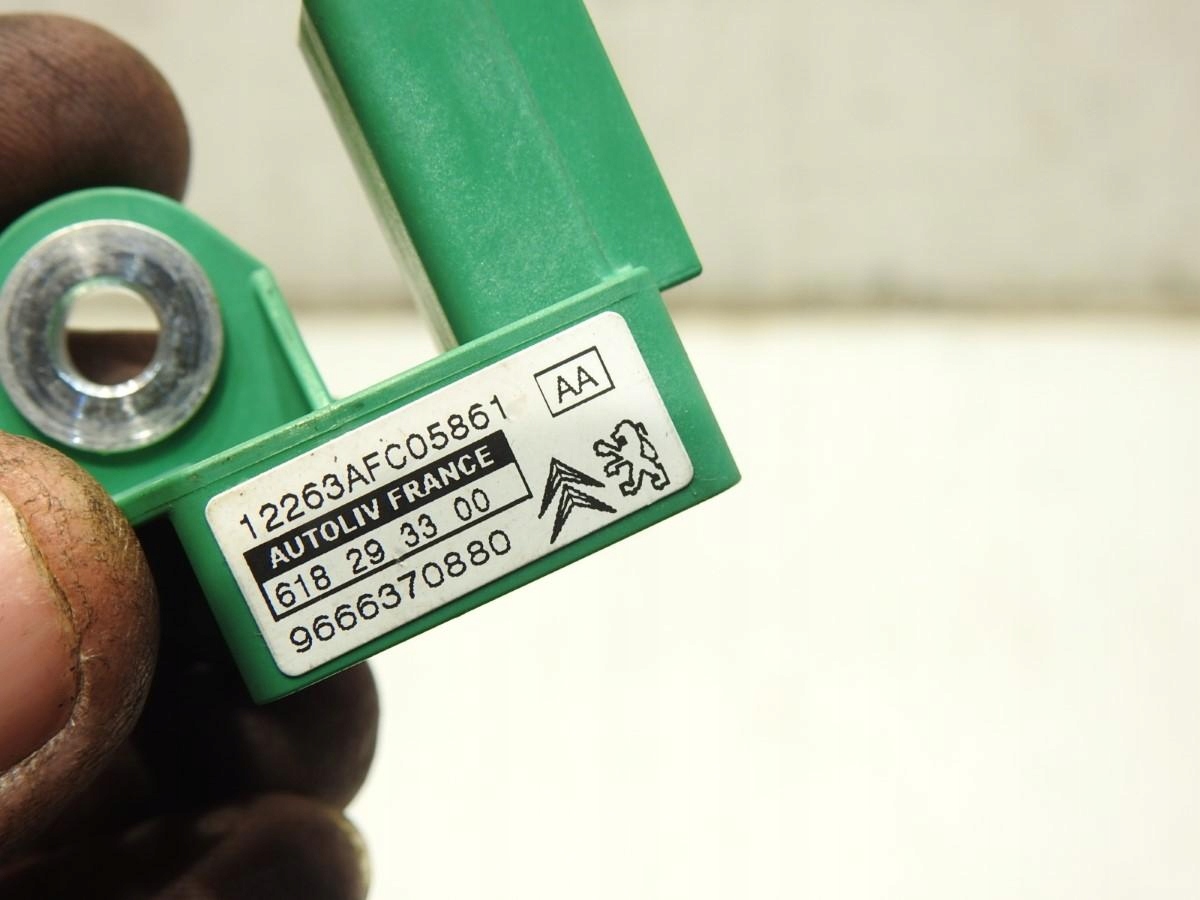 AA
12263AFC05861
AUTOLIV FRANCE
618 29 33 00
9666370880